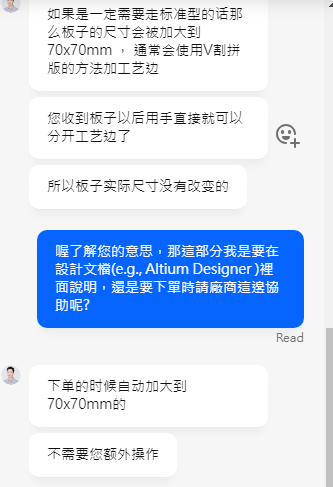 如果是一定需要走标准型的话那
么板子的尺寸会被加大到
70x70mm ， 通常会使用V割拼
版的方法加工艺边
您收到板子以后用手直接就可以
分开工艺边了
所以板子实际尺寸没有改变的
喔了解您的意思，那這部分我是要在
設計文檔(e.g., Altium Designer )裡
面說明，還是要下單時請廠商這邊協
助呢?
Read
下单的时候自动加大到
70x70mm的
不需要您额外操作